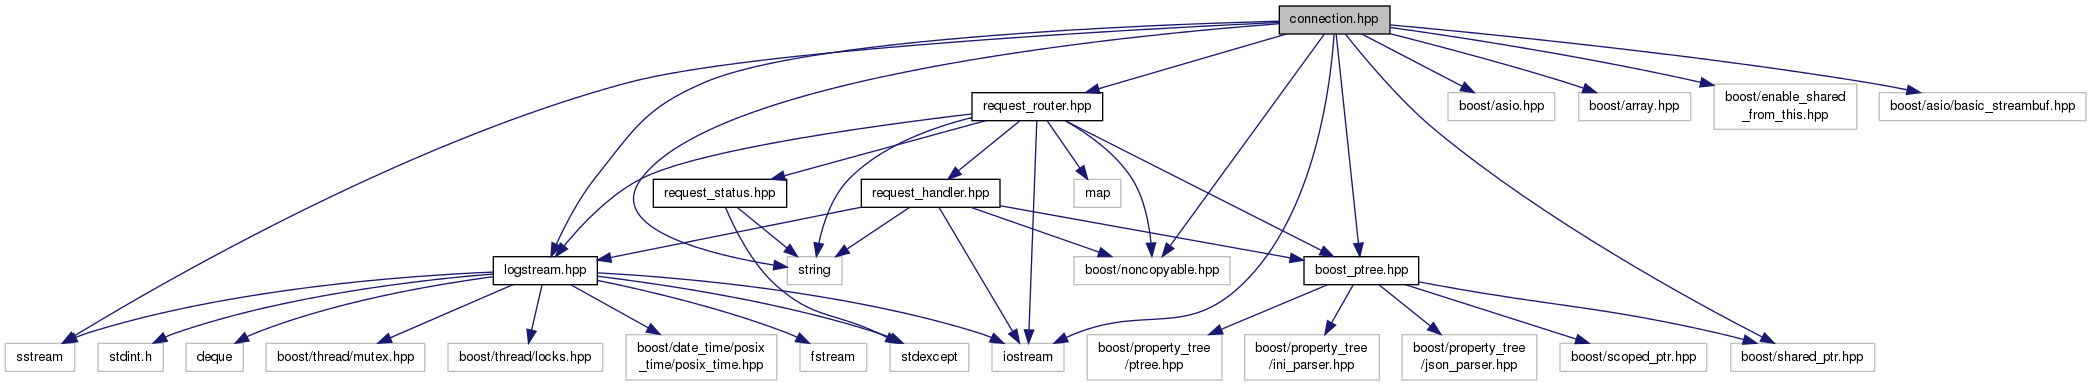 connection.hpp
request_router.hpp
boost/asio.hpp
boost/array.hpp
boost/enable_shared
_from_this.hpp
boost/asio/basic_streambuf.hpp
request_status.hpp
request_handler.hpp
map
logstream.hpp
string
boost/noncopyable.hpp
boost_ptree.hpp
sstream
stdint.h
deque
boost/thread/mutex.hpp
boost/thread/locks.hpp
boost/date_time/posix
_time/posix_time.hpp
fstream
stdexcept
iostream
boost/property_tree
/ptree.hpp
boost/property_tree
/ini_parser.hpp
boost/property_tree
/json_parser.hpp
boost/scoped_ptr.hpp
boost/shared_ptr.hpp